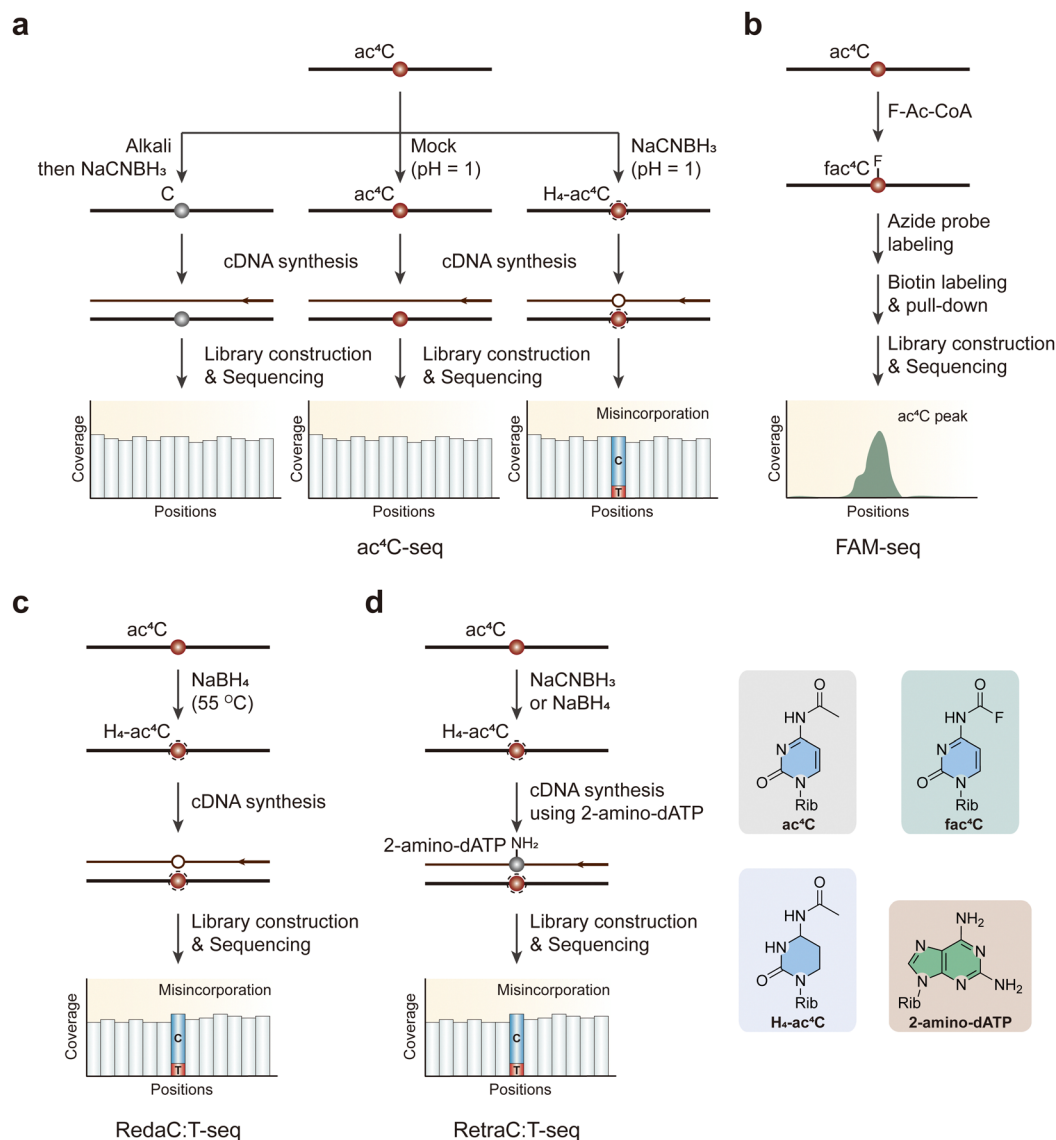 a
ac⁴C
Alkali
then NaCNBH₃
Mock
(pH = 1)
NaCNBH₃
(pH = 1)
C
ac⁴C
H₄-ac⁴C
cDNA synthesis
cDNA synthesis
Library construction
& Sequencing
Library construction
& Sequencing
Coverage
Positions
Coverage
Positions
Misincorporation
C
T
Coverage
Positions
ac⁴C-seq
b
ac⁴C
F-Ac-CoA
F
fac⁴C
Azide probe
labeling
Biotin labeling
& pull-down
Library construction
& Sequencing
ac⁴C peak
Coverage
Positions
FAM-seq
c
ac⁴C
NaBH₄
(55 ⁰C)
H₄-ac⁴C
cDNA synthesis
Library construction
& Sequencing
Misincorporation
C
T
Coverage
Positions
RedaC:T-seq
d
ac⁴C
NaCNBH₃
or NaBH₄
H₄-ac⁴C
cDNA synthesis
using 2-amino-dATP
2-amino-dATP NH₂
Library construction
& Sequencing
Misincorporation
C
T
Coverage
Positions
RetraC:T-seq
O
HN
N
O
N
Rib
ac⁴C
O
HN
F
N
O
N
Rib
fac⁴C
O
HN
HN
O
N
Rib
H₄-ac⁴C
NH₂
N
N
N
N
NH₂
Rib
2-amino-dATP